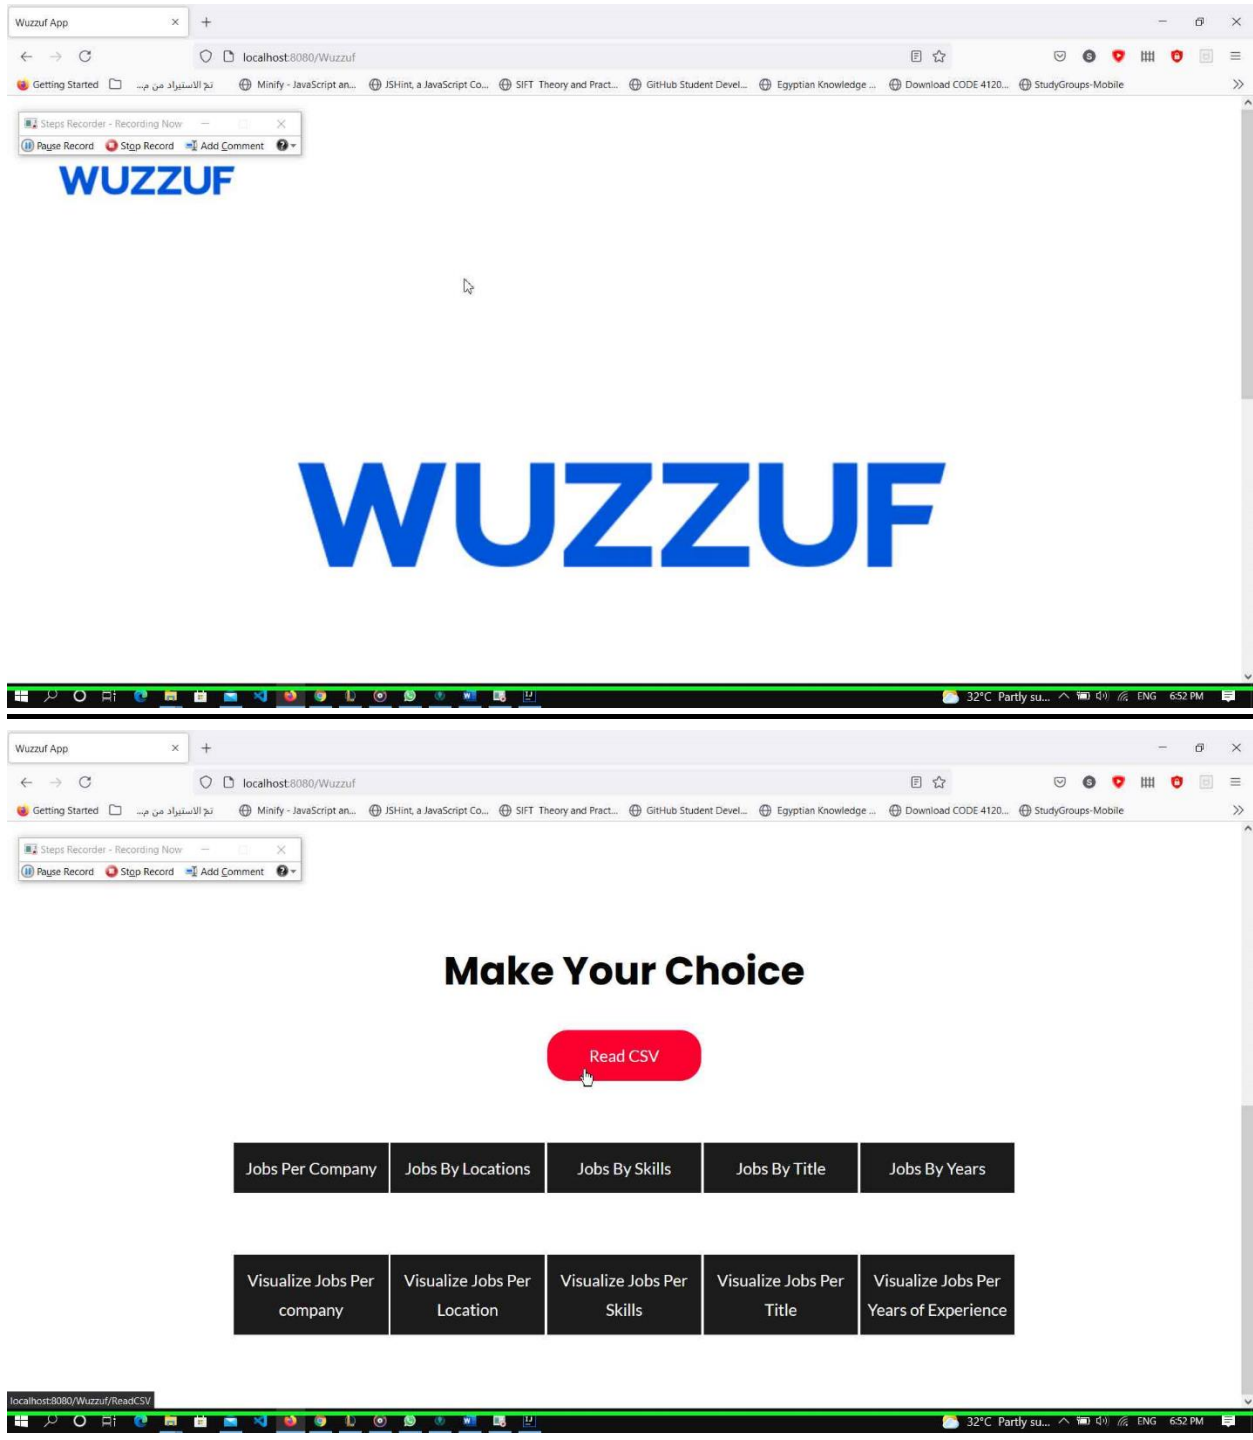 Wuzzuf App
localhost:8080/Wuzzuf
Getting Started تم الاستيراد من م... Minify - JavaScript an... JSHint, a JavaScript Co... SIFT Theory and Pract... GitHub Student Devel... Egyptian Knowledge ... Download CODE 4120... StudyGroups-Mobile
Steps Recorder - Recording Now
Pause Record Stop Record Add Comment
WUZZUF
WUZZUF
32°C Partly su... ENG 6:52 PM
Wuzzuf App
localhost:8080/Wuzzuf
Getting Started تم الاستيراد من م... Minify - JavaScript an... JSHint, a JavaScript Co... SIFT Theory and Pract... GitHub Student Devel... Egyptian Knowledge ... Download CODE 4120... StudyGroups-Mobile
Steps Recorder - Recording Now
Pause Record Stop Record Add Comment
Make Your Choice
Read CSV
Jobs Per Company Jobs By Locations Jobs By Skills Jobs By Title Jobs By Years
Visualize Jobs Per company Visualize Jobs Per Location Visualize Jobs Per Skills Visualize Jobs Per Title Visualize Jobs Per Years of Experience
localhost:8080/Wuzzuf/ReadCSV
32°C Partly su... ENG 6:52 PM